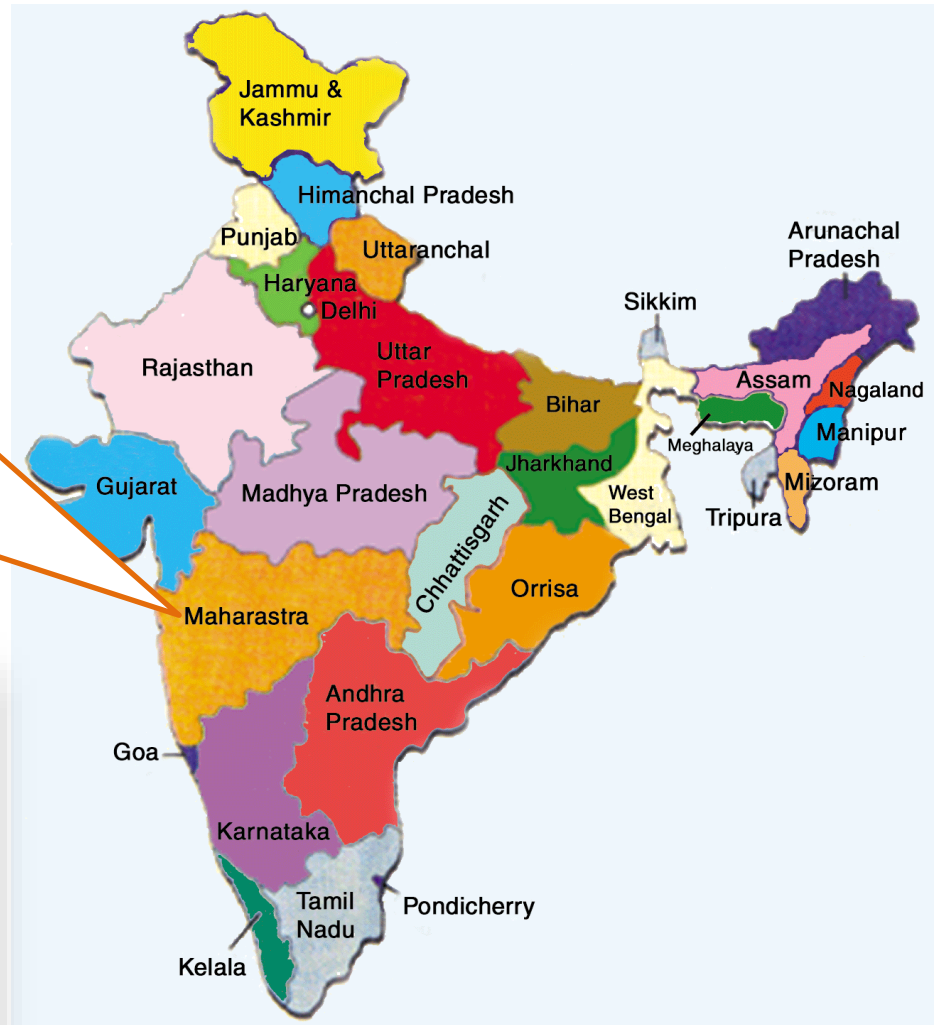 Jammu &
Kashmir
Himanchal Pradesh
Punjab
Uttaranchal
Arunachal
Pradesh
Haryana
Delhi
Sikkim
Rajasthan
Uttar
Pradesh
Assam
Nagaland
Bihar
Manipur
Meghalaya
Jharkhand
Gujarat
Madhya Pradesh
Mizoram
West
Bengal
Tripura
Chhattisgarh
Orrisa
Maharastra
Andhra
Pradesh
Goa
Karnataka
Tamil
Nadu
Pondicherry
Kelala